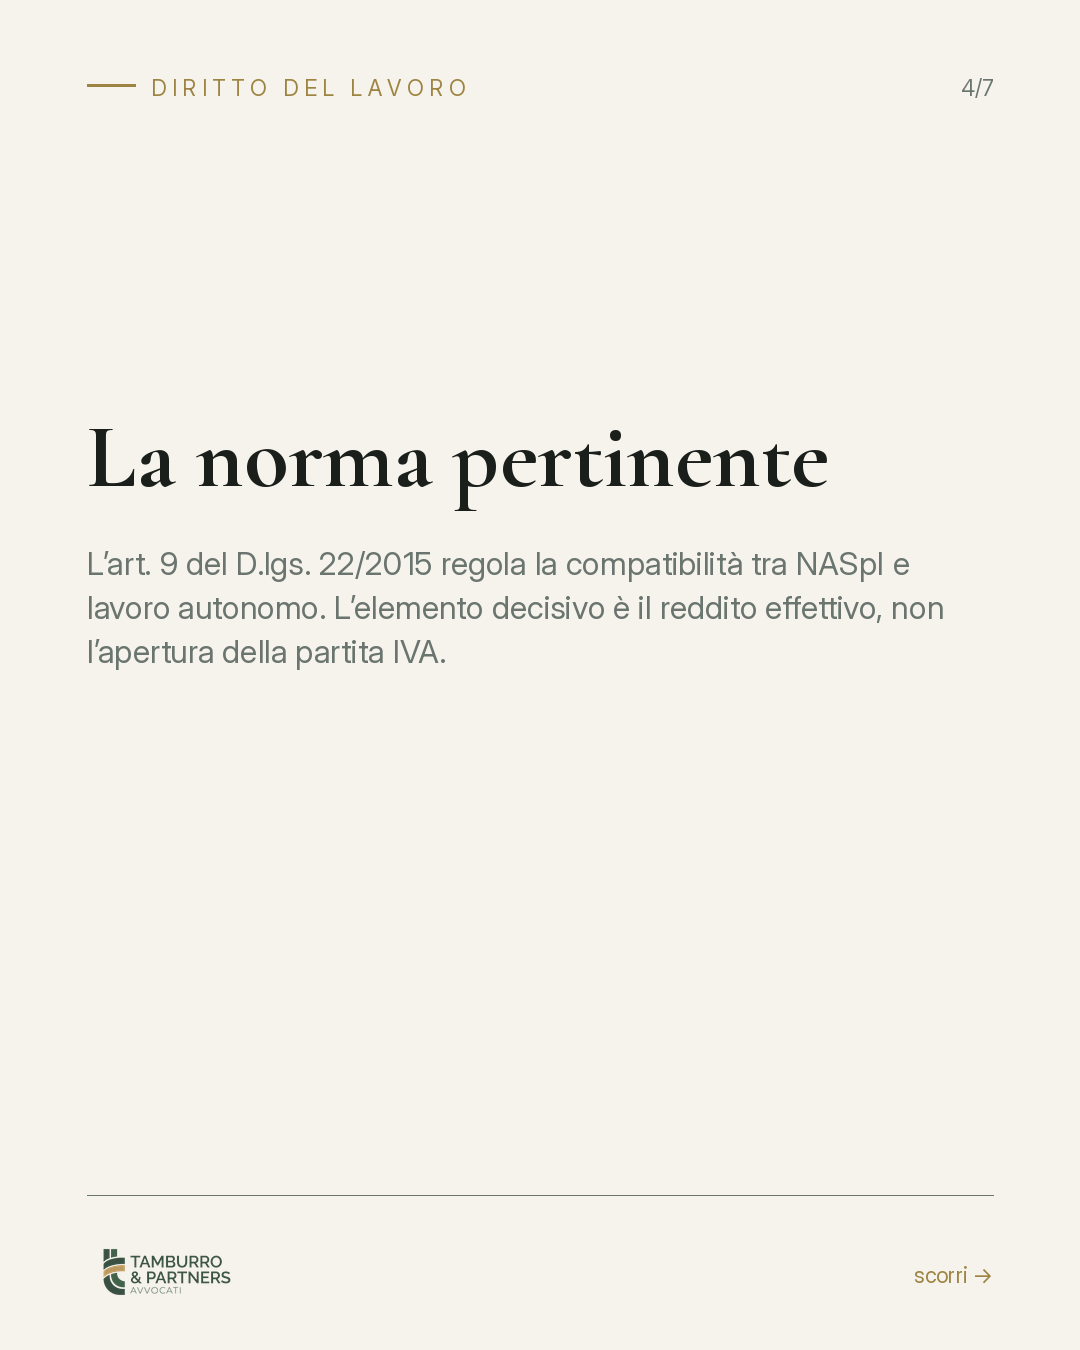 DIRITTO DEL LAVORO
4/7
La norma pertinente
L’art. 9 del D.lgs. 22/2015 regola la compatibilità tra NASpI e
lavoro autonomo. L’elemento decisivo è il reddito effettivo, non
l’apertura della partita IVA.
TAMBURRO
& PARTNERS
AVVOCATI
scorri →